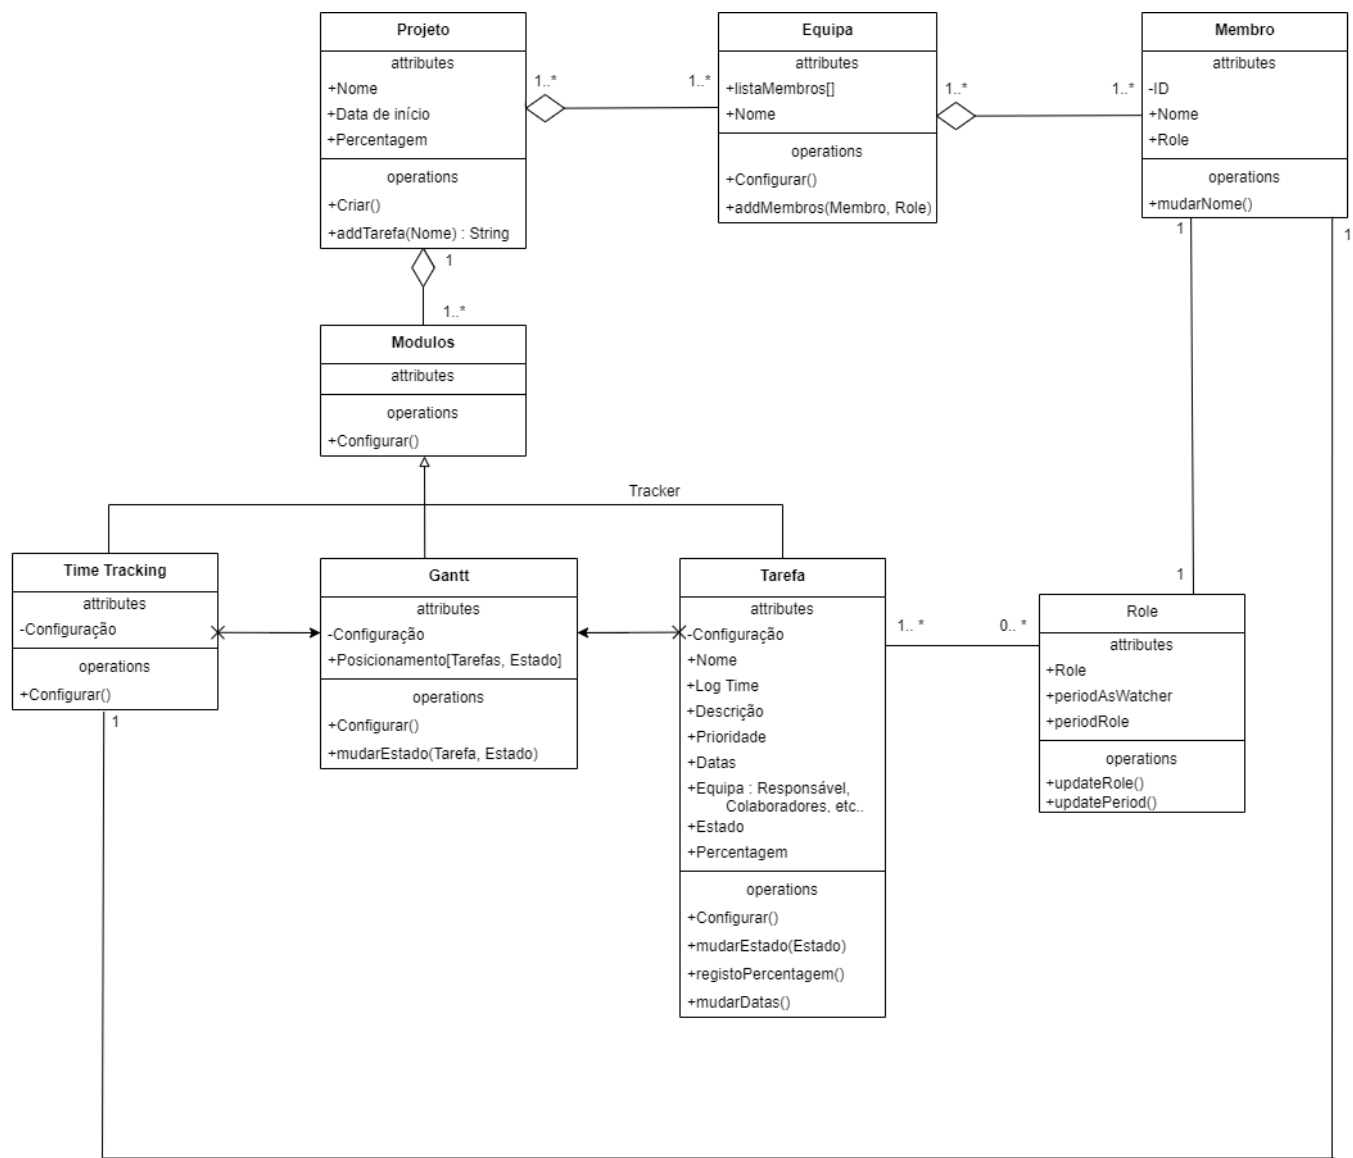 Projeto
attributes
+Nome
+Data de início
+Percentagem
operations
+Criar()
+addTarefa(Nome) : String
1..*
1..*
Equipa
attributes
+listaMembros[]
+Nome
operations
+Configurar()
+addMembros(Membro, Role)
1..*
1..*
Membro
attributes
-ID
+Nome
+Role
operations
+mudarNome()
1
1
1
1..*
Modulos
attributes
operations
+Configurar()
Tracker
Time Tracking
attributes
-Configuração
operations
+Configurar()
1
Gantt
attributes
-Configuração
+Posicionamento[Tarefas, Estado]
operations
+Configurar()
+mudarEstado(Tarefa, Estado)
Tarefa
attributes
-Configuração
+Nome
+Log Time
+Descrição
+Prioridade
+Datas
+Equipa : Responsável,
Colaboradores, etc..
+Estado
+Percentagem
operations
+Configurar()
+mudarEstado(Estado)
+registoPercentagem()
+mudarDatas()
1.. *
0.. *
1
Role
attributes
+Role
+periodAsWatcher
+periodRole
operations
+updateRole()
+updatePeriod()